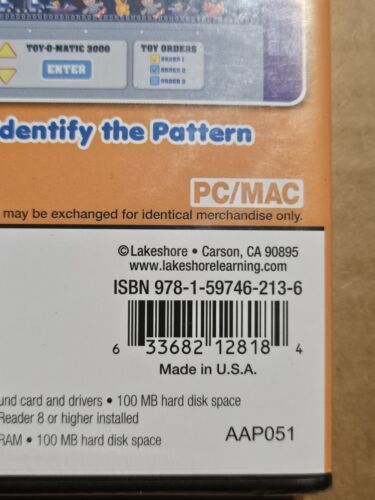 TOY-O-MATIC 3000
TOY ORDERS
ORDER 1
ORDER 2
ORDER 3
ENTER
dentify the Pattern
PC/MAC
may be exchanged for identical merchandise only.
©Lakeshore • Carson, CA 90895
www.lakeshorelearning.com
ISBN 978-1-59746-213-6
6 33682 12818 4
Made in U.S.A.
und card and drivers • 100 MB hard disk space
Reader 8 or higher installed
RAM • 100 MB hard disk space
AAP051